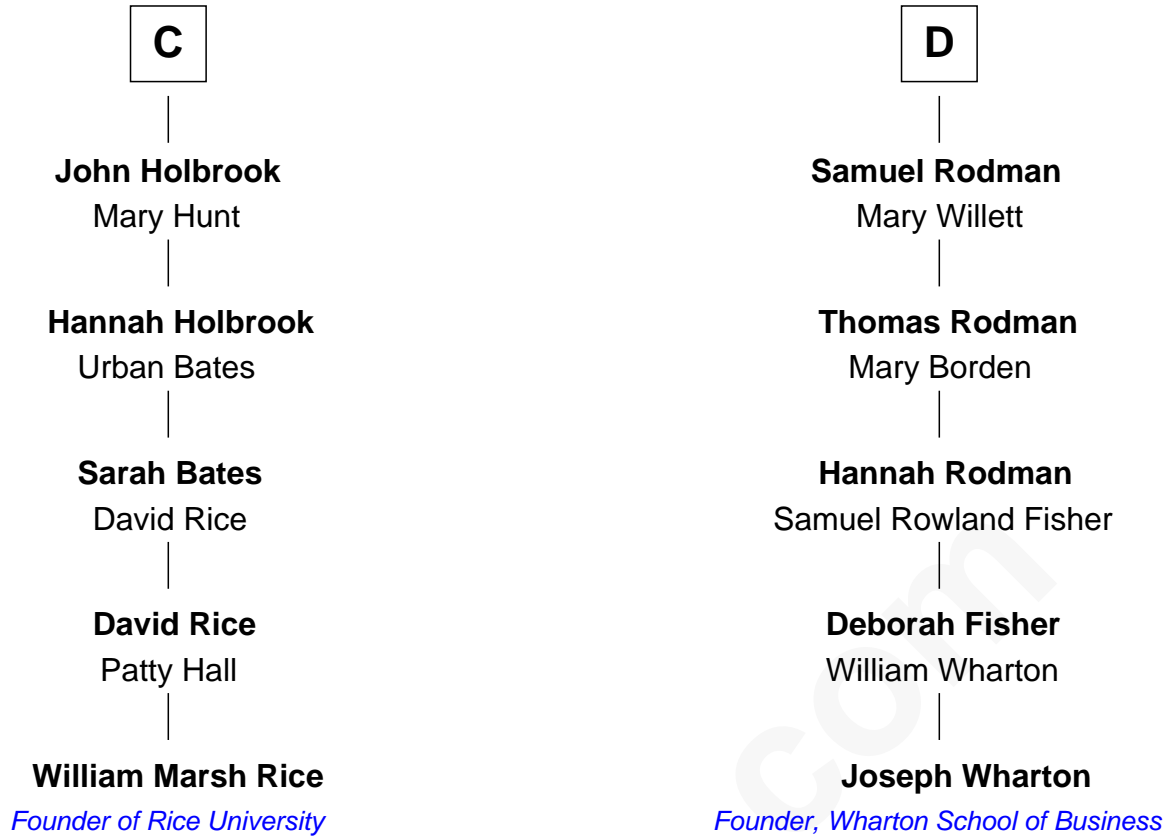 C
John Holbrook
Mary Hunt
Hannah Holbrook
Urban Bates
Sarah Bates
David Rice
David Rice
Patty Hall
William Marsh Rice
Founder of Rice University
D
Samuel Rodman
Mary Willett
Thomas Rodman
Mary Borden
Hannah Rodman
Samuel Rowland Fisher
Deborah Fisher
William Wharton
Joseph Wharton
Founder, Wharton School of Business
com